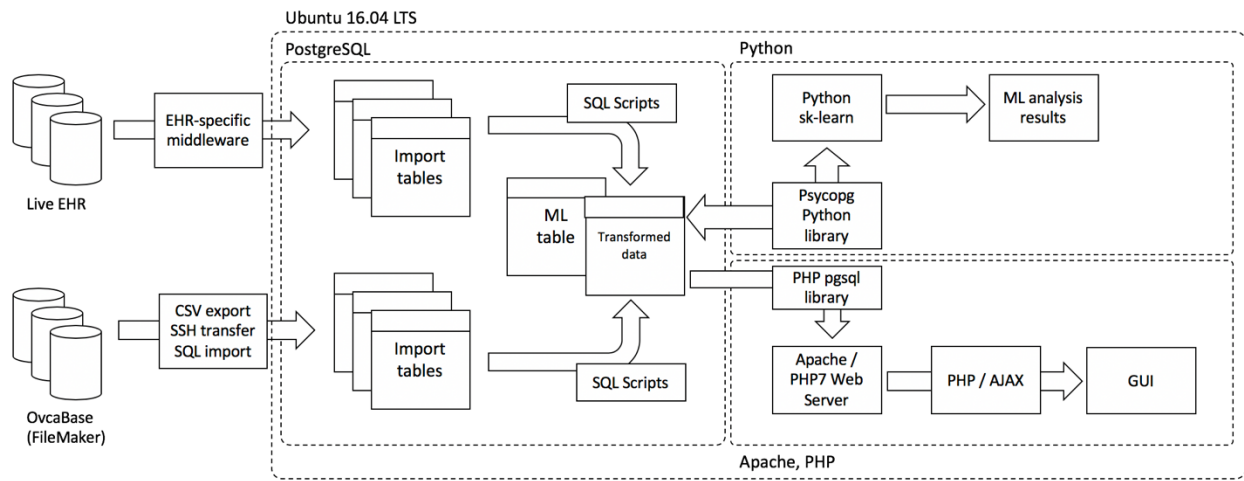 Ubuntu 16.04 LTS
PostgreSQL
Python
Live EHR
EHR-specific
middleware
Import
tables
SQL Scripts
ML
table
Transformed
data
Python
sk-learn
ML analysis
results
Psycopg
Python
library
OvcaBase
(FileMaker)
CSV export
SSH transfer
SQL import
Import
tables
SQL Scripts
PHP pgsql
library
Apache /
PHP7 Web
Server
PHP / AJAX
GUI
Apache, PHP